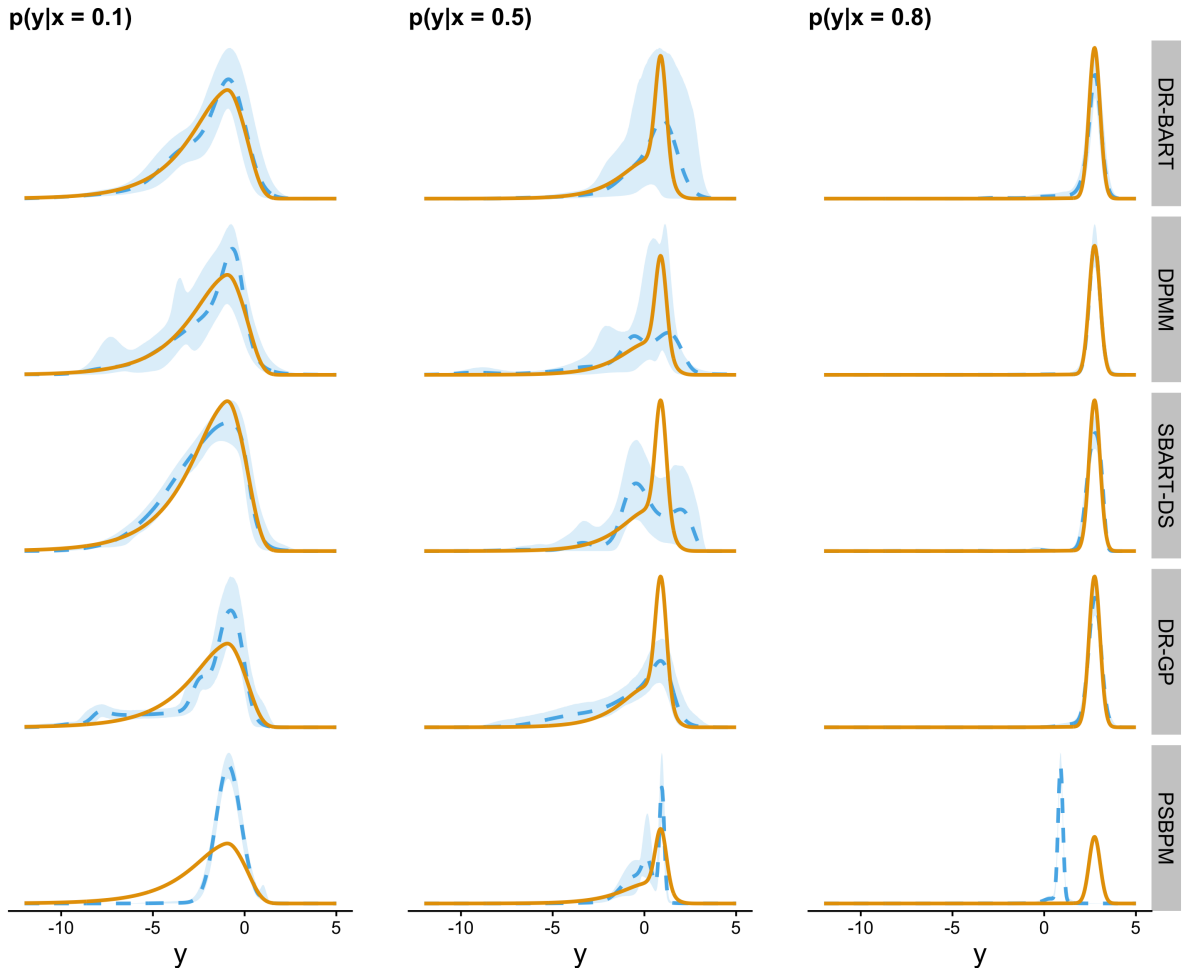 p(y|x = 0.1) p(y|x = 0.5) p(y|x = 0.8)
DR-BART
DPMM
SBART-DS
DR-GP
PSBPM
-10 -5 0 5 -10 -5 0 5 -10 -5 0 5
y y y